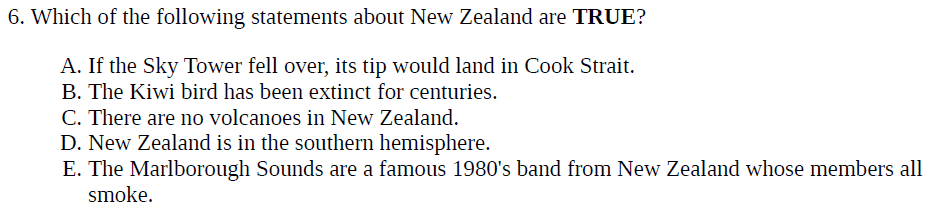 6. Which of the following statements about New Zealand are TRUE?
A. If the Sky Tower fell over, its tip would land in Cook Strait.
B. The Kiwi bird has been extinct for centuries.
C. There are no volcanoes in New Zealand.
D. New Zealand is in the southern hemisphere.
E. The Marlborough Sounds are a famous 1980's band from New Zealand whose members all
smoke.